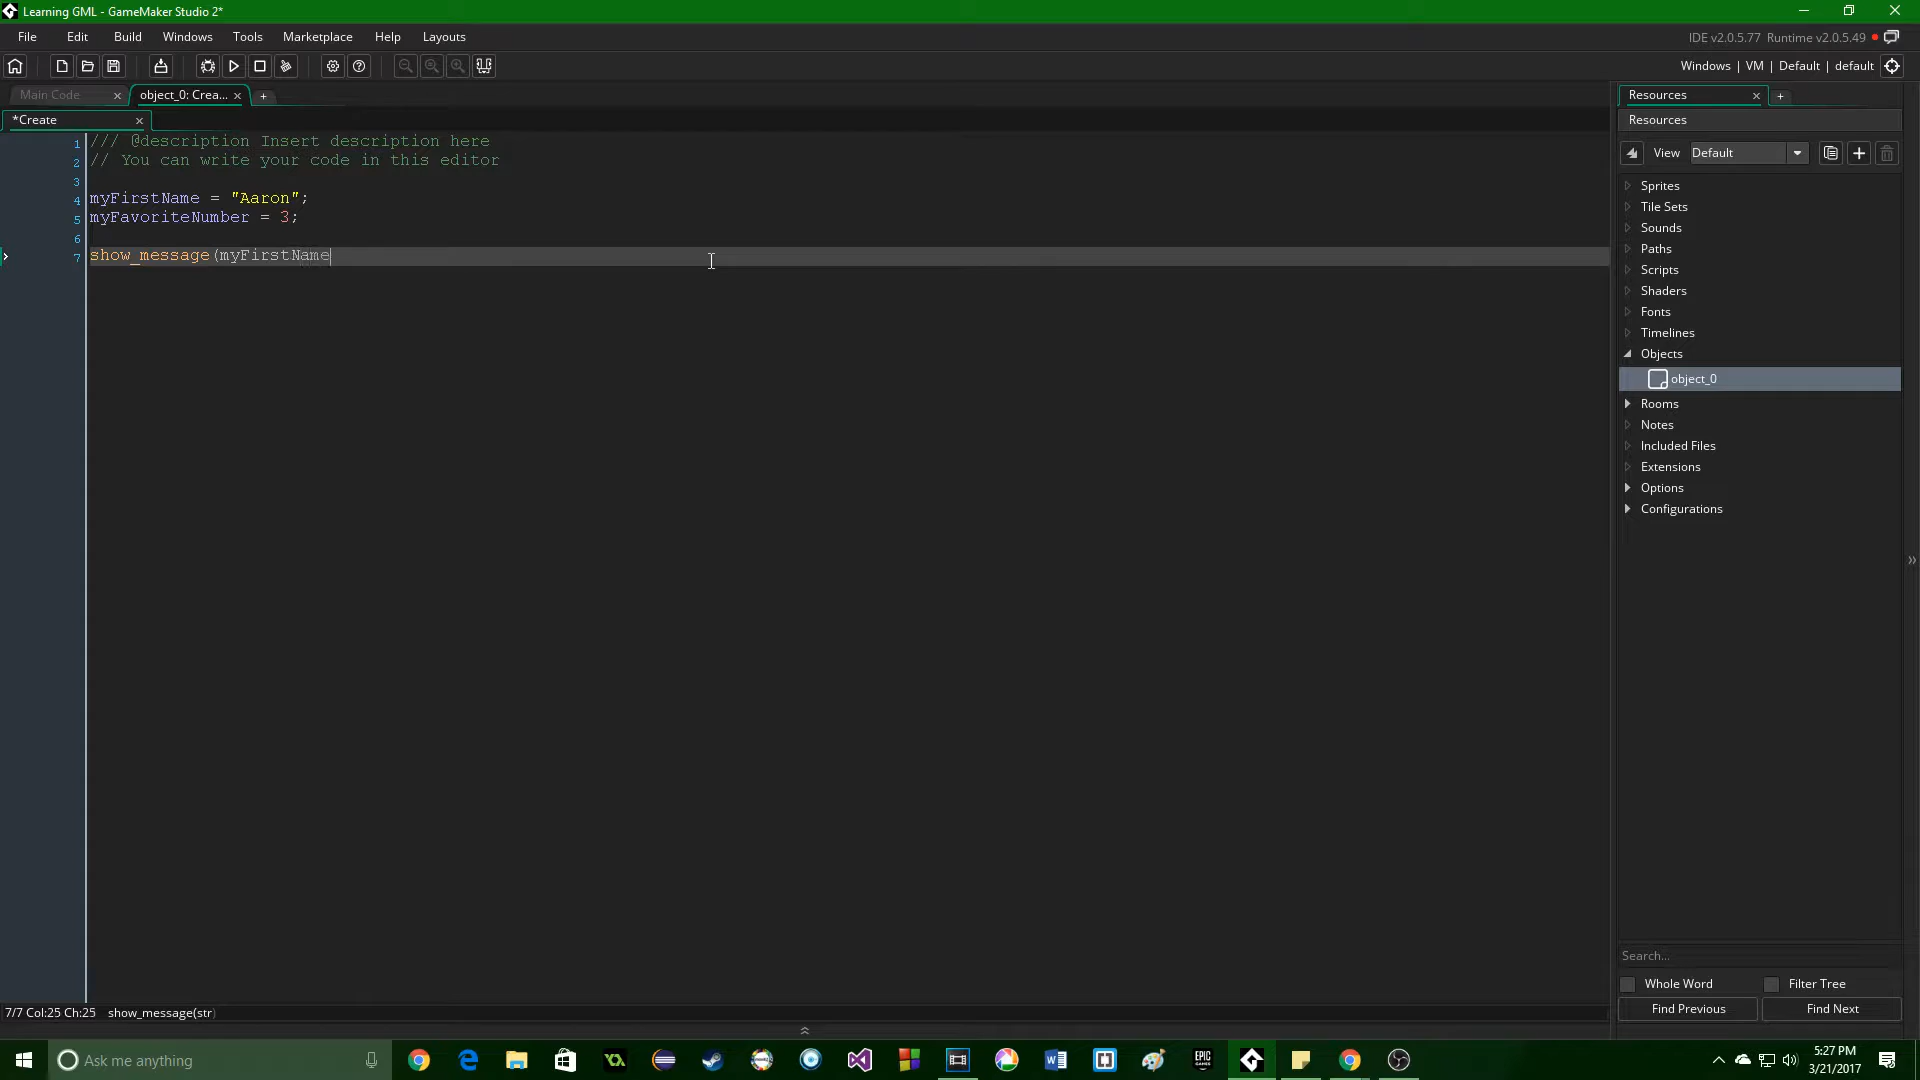 Learning GML - GameMaker Studio 2*
File Edit Build Windows Tools Marketplace Help Layouts
IDE v2.0.5.77 Runtime v2.0.5.49
Windows | VM | Default | default
Main Code
object_0: Crea...
Resources
*Create
Resources
View Default
1 /// @description Insert description here
2 // You can write your code in this editor
3
4 myFirstName = "Aaron";
5 myFavoriteNumber = 3;
6
7 show_message(myFirstName
Sprites
Tile Sets
Sounds
Paths
Scripts
Shaders
Fonts
Timelines
Objects
object_0
Rooms
Notes
Included Files
Extensions
Options
Configurations
Search...
Whole Word Filter Tree
Find Previous Find Next
7/7 Col:25 Ch:25 show_message(str)
Ask me anything
EPIC GAMES
5:27 PM
3/21/2017